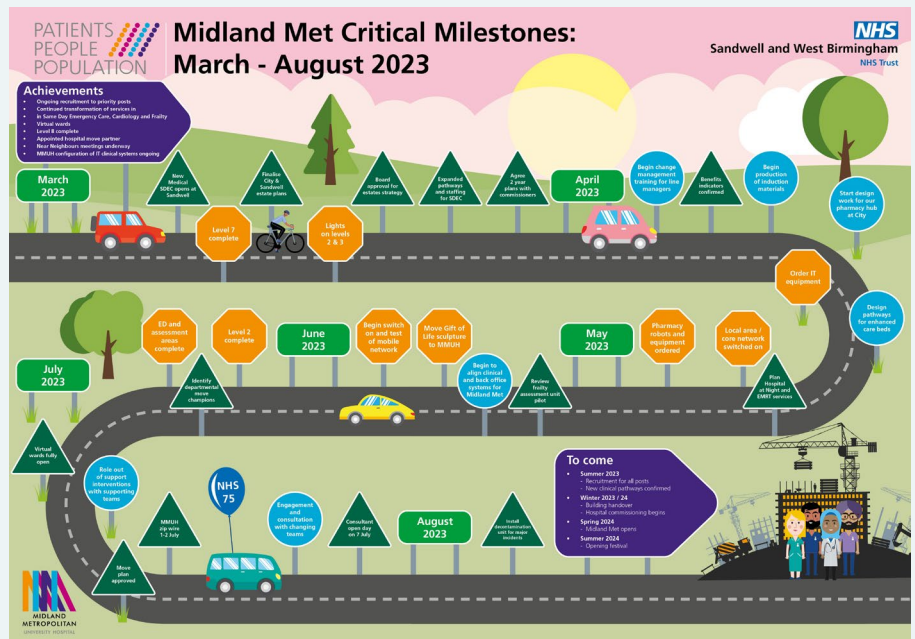 PATIENTS
PEOPLE
POPULATION
Midland Met Critical Milestones:
March - August 2023
NHS
Sandwell and West Birmingham
NHS Trust
Achievements
• Ongoing recruitment to priority posts
• Continued transformation of services in
• in Same Day Emergency Care, Cardiology and Frailty
• Virtual wards
• Level 8 complete
• Appointed hospital move partner
• Near Neighbours meetings underway
• MMUH configuration of IT clinical systems ongoing
March
2023
New
Medical
SDEC opens at
Sandwell
Level 7
complete
Finalise
City &
Sandwell
estate plans
Lights
on levels
2 & 3
Board
approval for
estates strategy
Expanded
pathways
and staffing
for SDEC
Agree
2 year
plans with
commissioners
April
2023
Begin change
management
training for line
managers
Benefits
indicators
confirmed
Begin
production
of induction
materials
Start design
work for our
pharmacy hub
at City
Order IT
equipment
Design
pathways
for enhanced
care beds
Plan
Hospital
at Night and
EMRT services
Local area /
core network
switched on
Pharmacy
robots and
equipment
ordered
May
2023
Review
frailty
assessment unit
pilot
Begin to
align clinical
and back office
systems for
Midland Met
Move Gift of
Life sculpture
to MMUH
Begin switch
on and test
of mobile
network
June
2023
Level 2
complete
Identify
departmental
move
champions
ED and
assessment
areas
complete
July
2023
Virtual
wards fully
open
Role out
of support
interventions
with supporting
teams
Move
plan
approved
MMUH
zip wire
1-2 July
NHS
75
Engagement
and
consultation
with changing
teams
Consultant
open day
on 7 July
August
2023
Install
decontamination
unit for major
incidents
To come
• Summer 2023
- Recruitment for all posts
- New clinical pathways confirmed
• Winter 2023 / 24
- Building handover
- Hospital commissioning begins
• Spring 2024
- Midland Met opens
• Summer 2024
- Opening festival
MIDLAND
METROPOLITAN
UNIVERSITY HOSPITAL